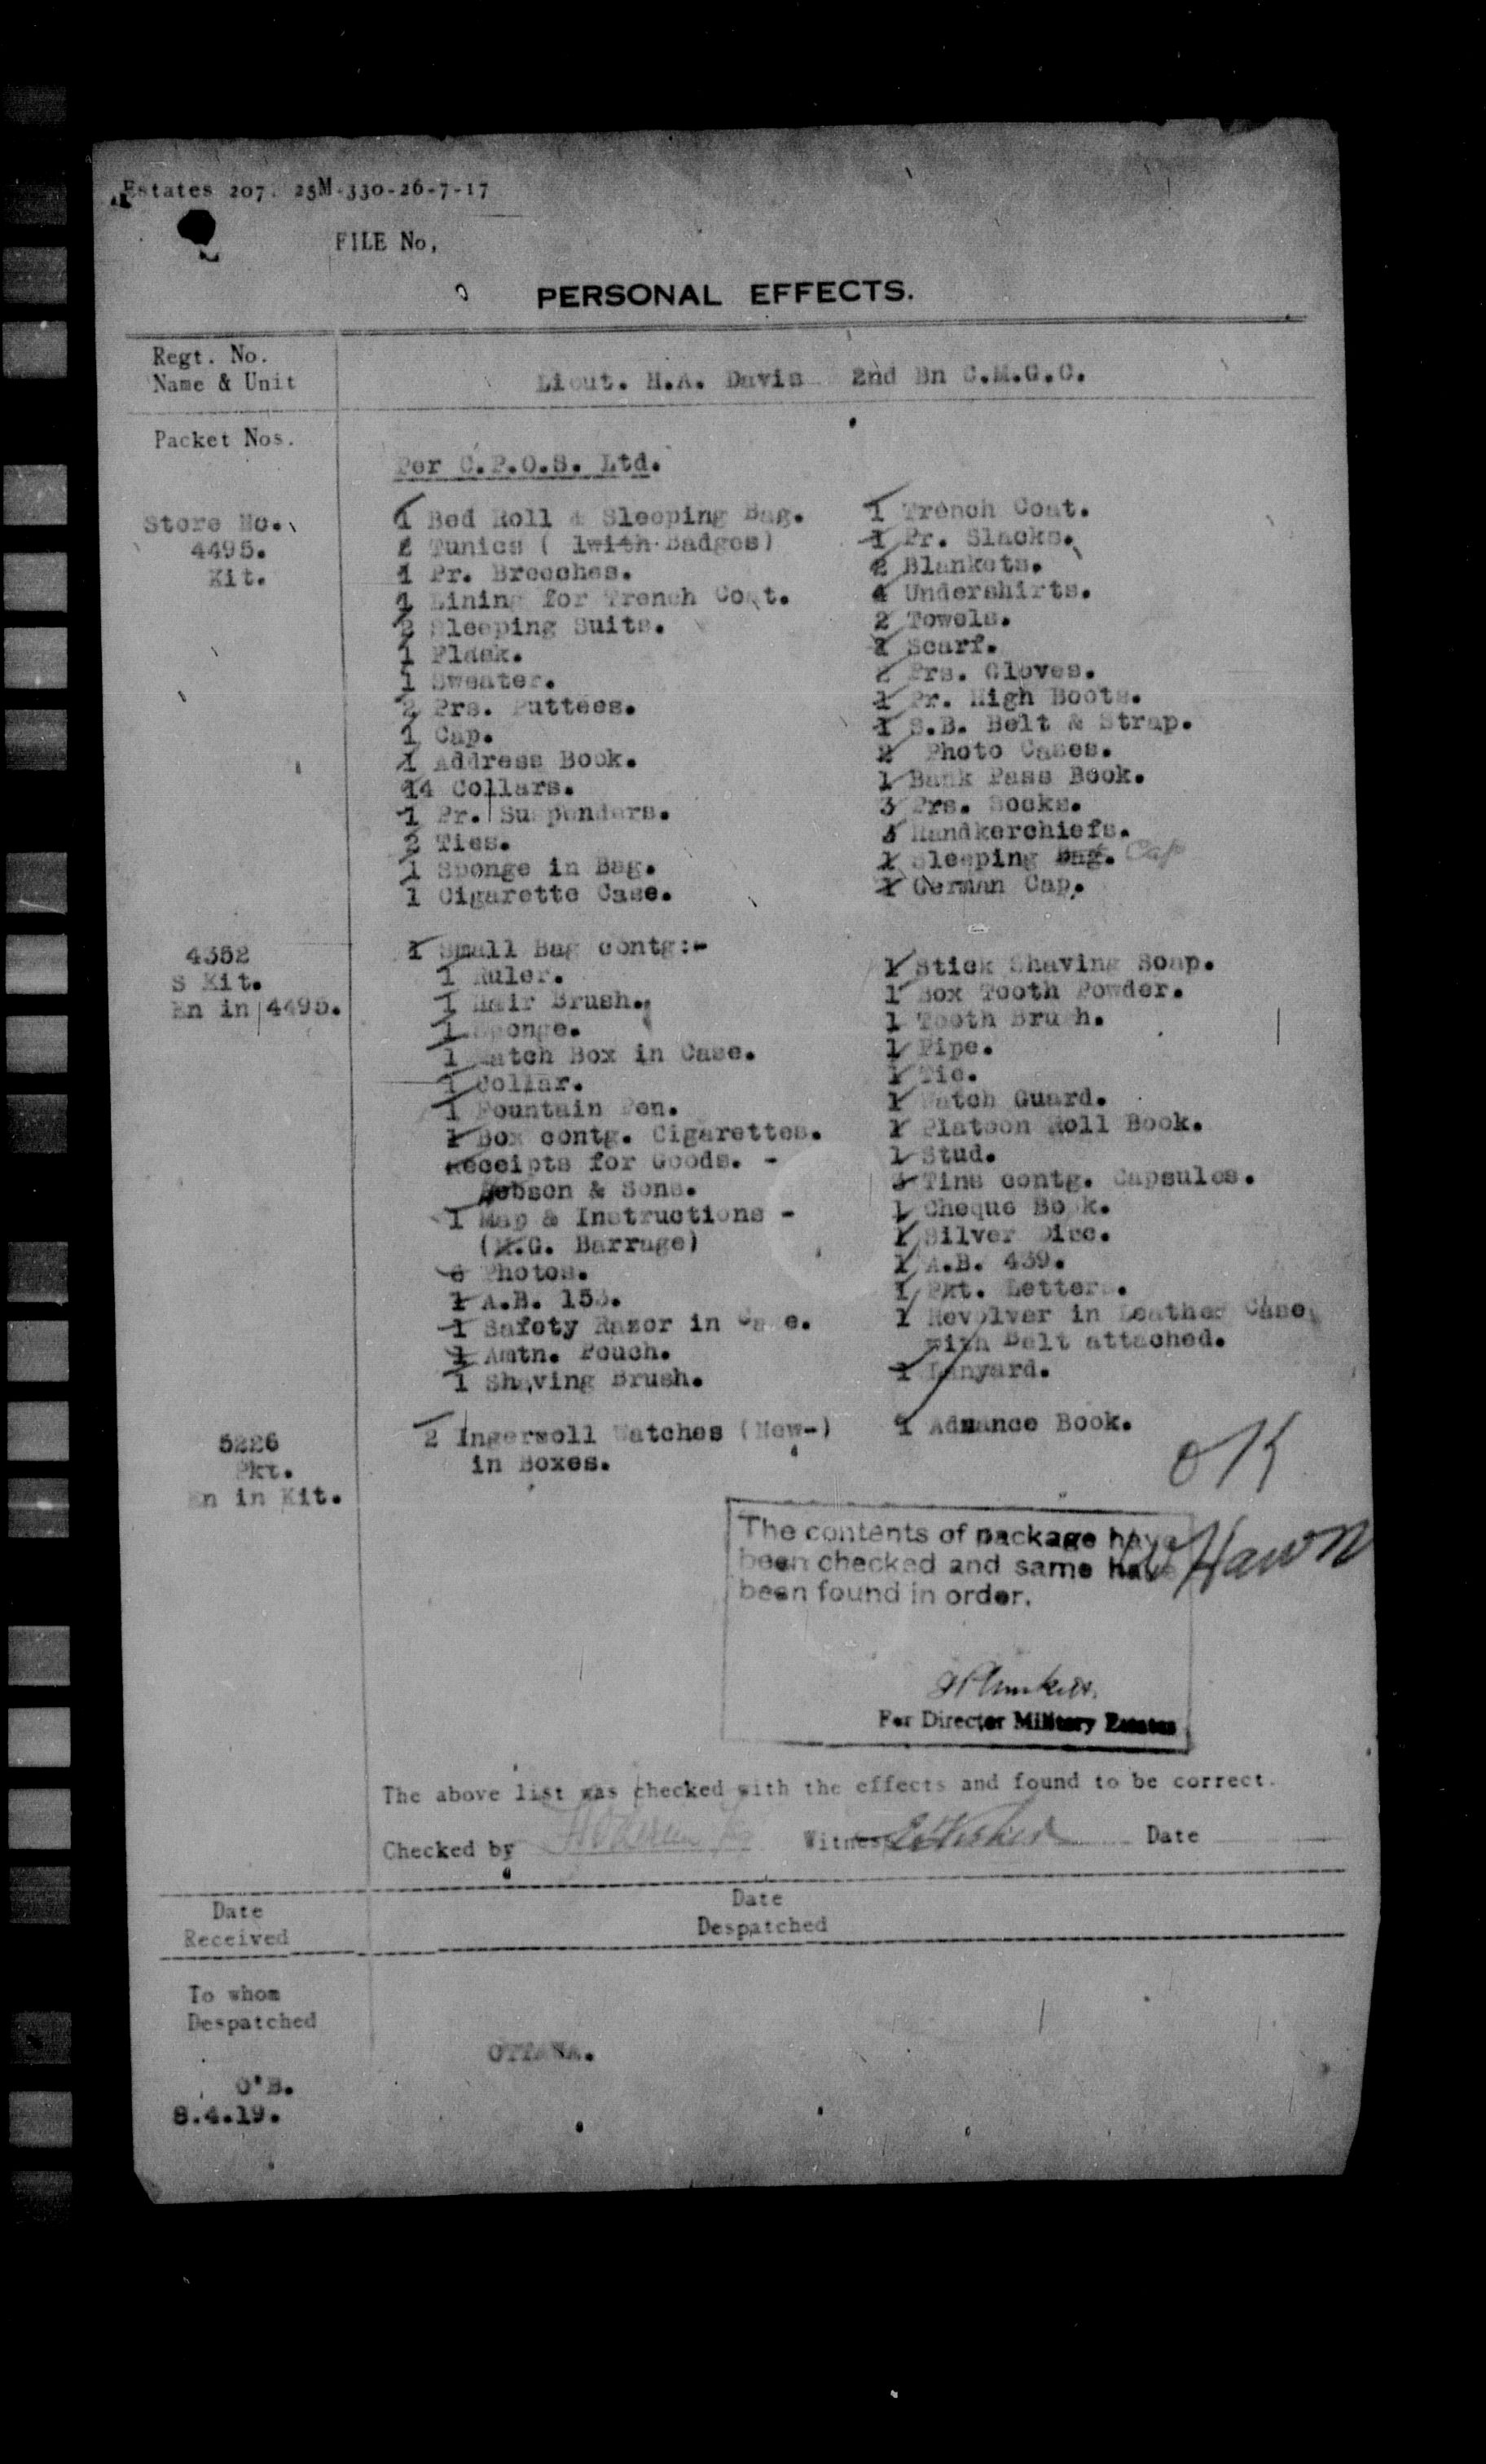 Estates 207. 25M-330-26-7-17
FILE No,
PERSONAL EFFECTS.
Regt. No.
Name & Unit
Lieut. H.A. Davis 2nd Bn C.M.G.C.
Packet Nos.
Per C.P.O.S. Ltd.
Store No.
4495.
Kit.
1 Bed Roll & Sleeping Bag.
2 Tunics ( 1with Badges)
1 Pr. Breeches.
1 Lining for Trench Coat.
2 Sleeping Suits.
1 Flask.
1 Sweater.
2 Prs. Puttees.
1 Cap.
1 Address Book.
14 Collars.
1 Pr. Suspenders.
2 Ties.
1 Sponge in Bag.
1 Cigarette Case.
1 Trench Coat.
1 Pr. Slacks.
2 Blankets.
4 Undershirts.
2 Towels.
1 Scarf.
2 Prs. Gloves.
1 Pr. High Boots.
1 S.B. Belt & Strap.
2 Photo Cases.
1 Bank Pass Book.
3 Prs. Socks.
3 Handkerchiefs.
1 Sleeping Bag. Cap
1 German Cap.
4352
S Kit.
En in 4495.
1 Small Bag contg:-
1 Ruler.
1 Hair Brush.
1 Sponge.
1 Match Box in Case.
1 Collar.
1 Fountain Pen.
1 Box contg. Cigarettes.
Receipts for Goods. -
Hobson & Sons.
1 Map & Instructions -
(M.G. Barrage)
6 Photos.
1 A.B. 153.
1 Safety Razor in Case.
1 Amtn. Pouch.
1 Shaving Brush.
1 Stick Shaving Soap.
1 Box Tooth Powder.
1 Tooth Brush.
1 Pipe.
1 Tie.
1 Watch Guard.
1 Platoon Roll Book.
1 Stud.
3 Tins contg. Capsules.
1 Cheque Book.
1 Silver Disc.
1 A.B. 439.
1 Pkt. Letters.
1 Revolver in Leather Case
with Belt attached.
1 Lanyard.
5226
Pkt.
En in Kit.
2 Ingersoll Watches (New-)
in Boxes.
1 Advance Book.
OK
The contents of package have
been checked and same have
been found in order.
For Director Military Estates
The above list was checked with the effects and found to be correct.
Checked by Witness Date
Date
Received
Date
Despatched
To whom
Despatched
OTTAWA.
O'B.
8.4.19.